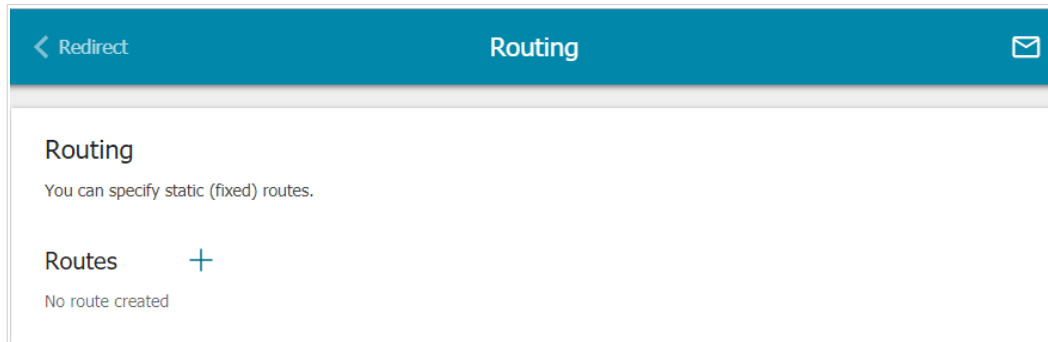 Redirect
Routing
Routing
You can specify static (fixed) routes.
Routes
No route created